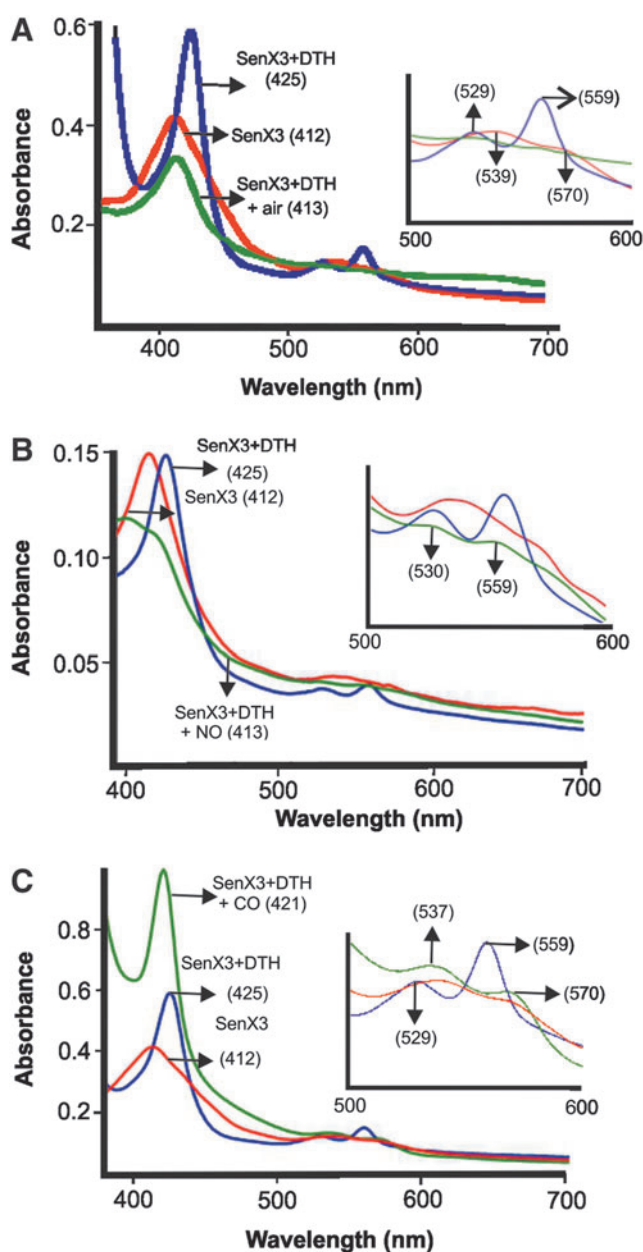 A
0.6
0.4
0.2
Absorbance
SenX3+DTH
(425)
SenX3 (412)
SenX3+DTH
+ air (413)
(529)
(559)
(539)
(570)
500
600
400
500
600
700
Wavelength (nm)
B
0.15
0.10
0.05
Absorbance
SenX3+DTH
(425)
SenX3 (412)
SenX3+DTH
+ NO (413)
(530)
(559)
500
600
400
500
600
700
Wavelength (nm)
C
0.8
0.6
0.4
0.2
Absorbance
SenX3+DTH
+ CO (421)
SenX3+DTH
(425)
SenX3
(412)
(537)
(559)
(570)
(529)
500
600
400
500
600
700
Wavelength (nm)